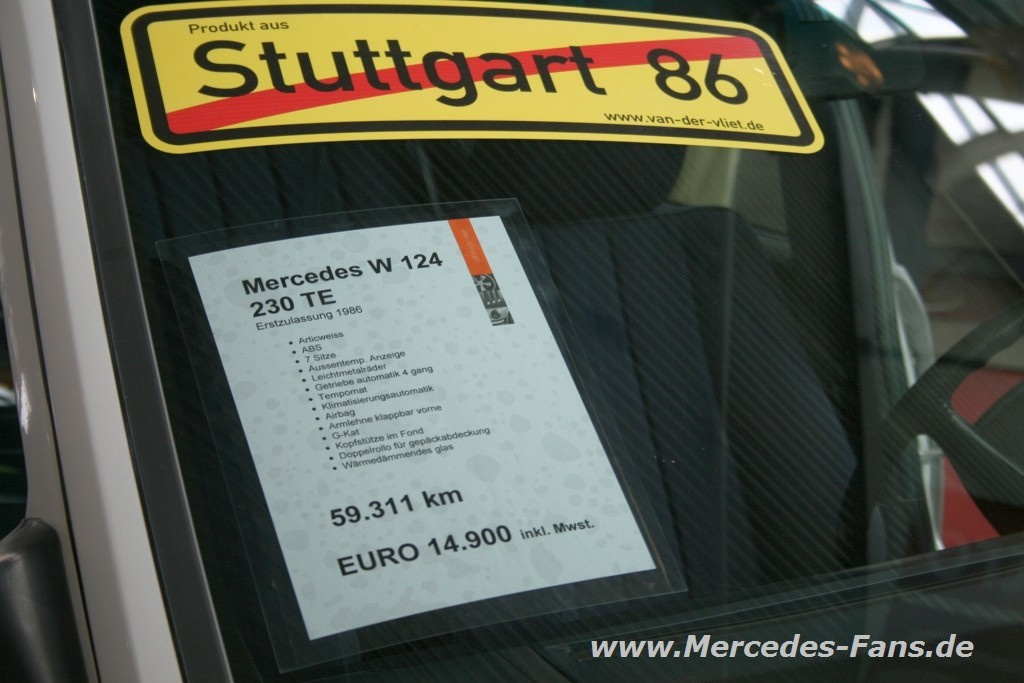 Produkt aus
Stuttgart 86
www.van-der-vliet.de
Mercedes W 124
230 TE
Erstzulassung 1986
• Articweiss
• ABS
• 7 Sitze
• Aussentemp. Anzeige
• Leichtmetalräder
• Getriebe automatik 4 gang
• Tempomat
• Klimatisierungsautomatik
• Airbag
• Armlehne klappbar vorne
• G-Kat
• Kopfstütze im Fond
• Doppelrollo für gepäckabdeckung
• Wärmedämmendes glas
59.311 km
EURO 14.900 inkl. Mwst.
www.Mercedes-Fans.de